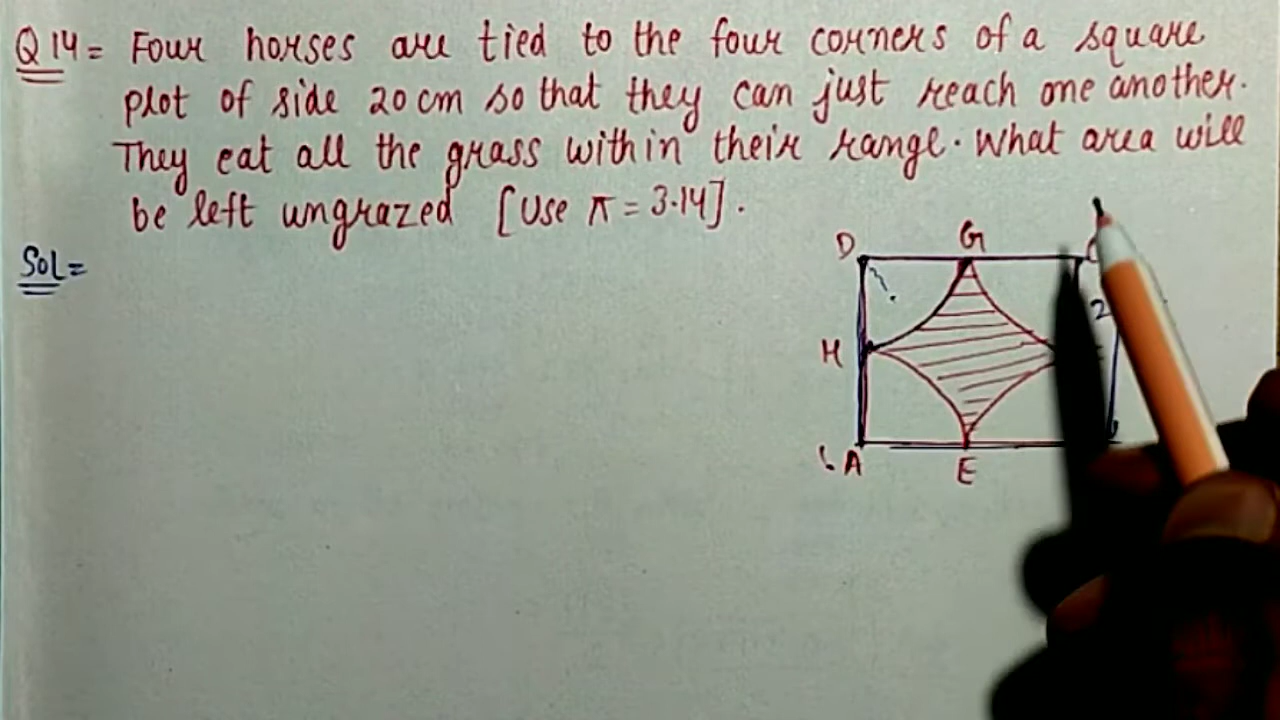 Q 14 = Four horses are tied to the four corners of a square
plot of side 20 cm so that they can just reach one another.
They eat all the grass within their range. What area will
be left ungrazed [Use π = 3.14].
Sol =
D G C
2
H
A E